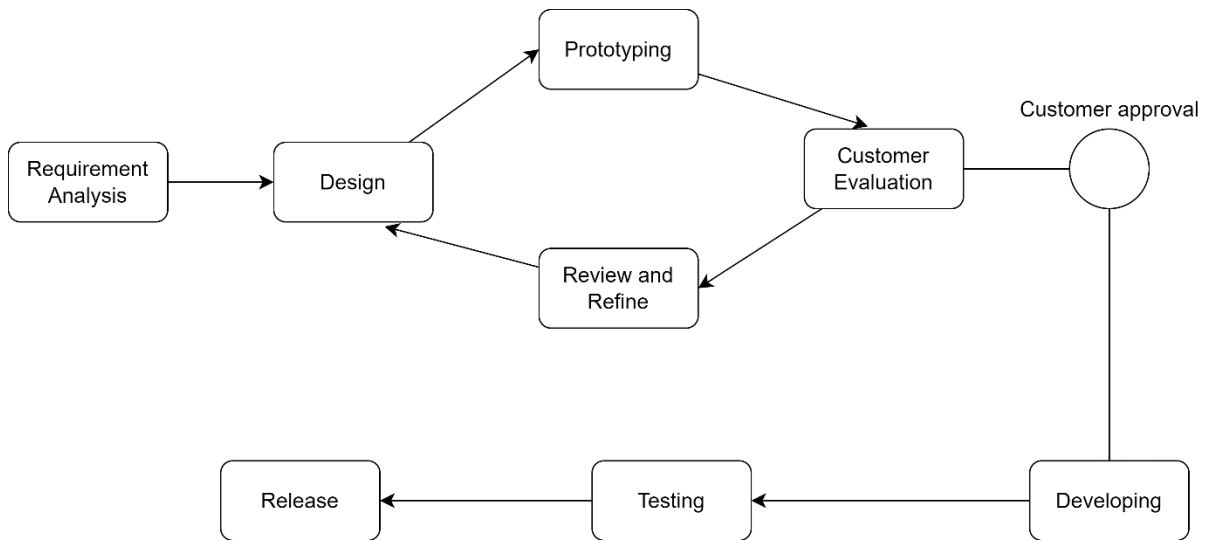 Prototyping
Customer approval
Requirement
Analysis
Design
Customer
Evaluation
Review and
Refine
Release
Testing
Developing